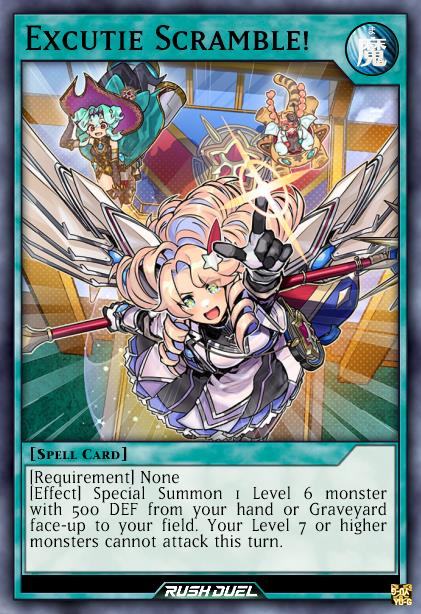 Excutie Scramble!
ま
魔
[Spell Card]
[Requirement] None
[Effect] Special Summon 1 Level 6 monster
with 500 DEF from your hand or Graveyard
face-up to your field. Your Level 7 or higher
monsters cannot attack this turn.
RUSH DUEL